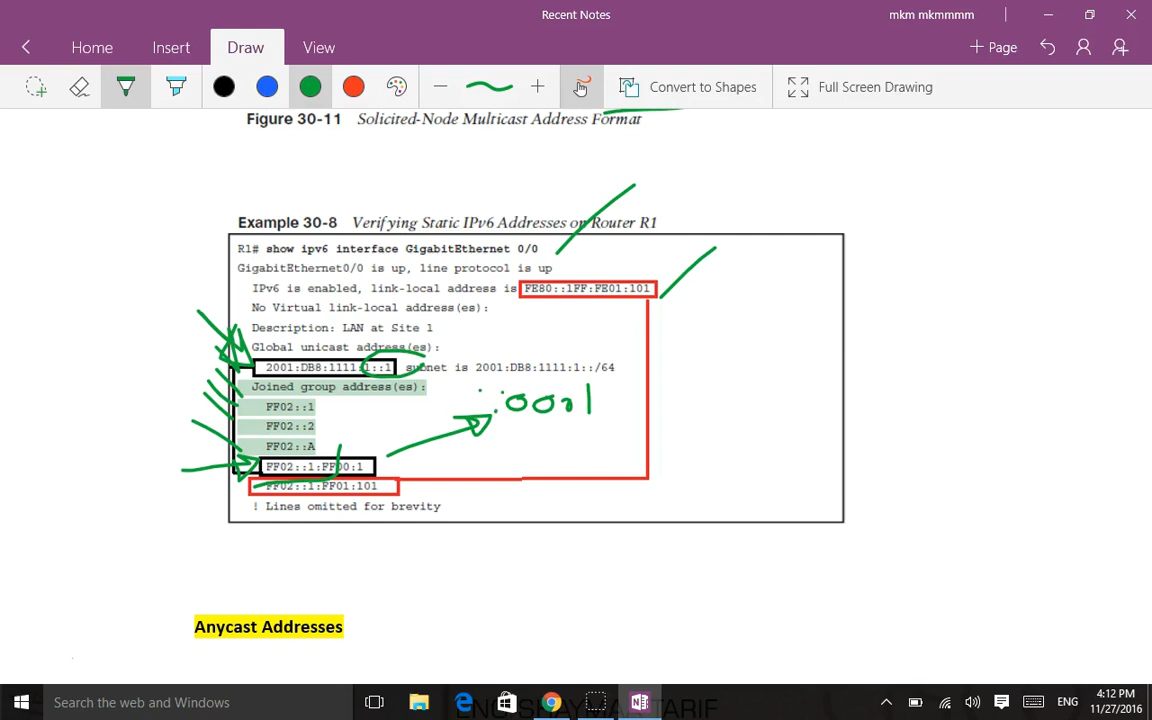 Recent Notes
mkm mkmmmm
Home Insert Draw View
Page
Convert to Shapes
Full Screen Drawing
Figure 30-11 Solicited-Node Multicast Address Format
Example 30-8 Verifying Static IPv6 Addresses on Router R1
R1# show ipv6 interface GigabitEthernet 0/0
GigabitEthernet0/0 is up, line protocol is up
IPv6 is enabled, link-local address is FE80::1FF:FE01:101
No Virtual link-local address(es):
Description: LAN at Site 1
Global unicast address(es):
2001:DB8:1111:1::1 subnet is 2001:DB8:1111:1::/64
Joined group address(es):
FF02::1
:0001
FF02::2
FF02::A
FF02::1:FF00:1
FF02::1:FF01:101
! Lines omitted for brevity
Anycast Addresses
Search the web and Windows
ENG
4:12 PM
11/27/2016